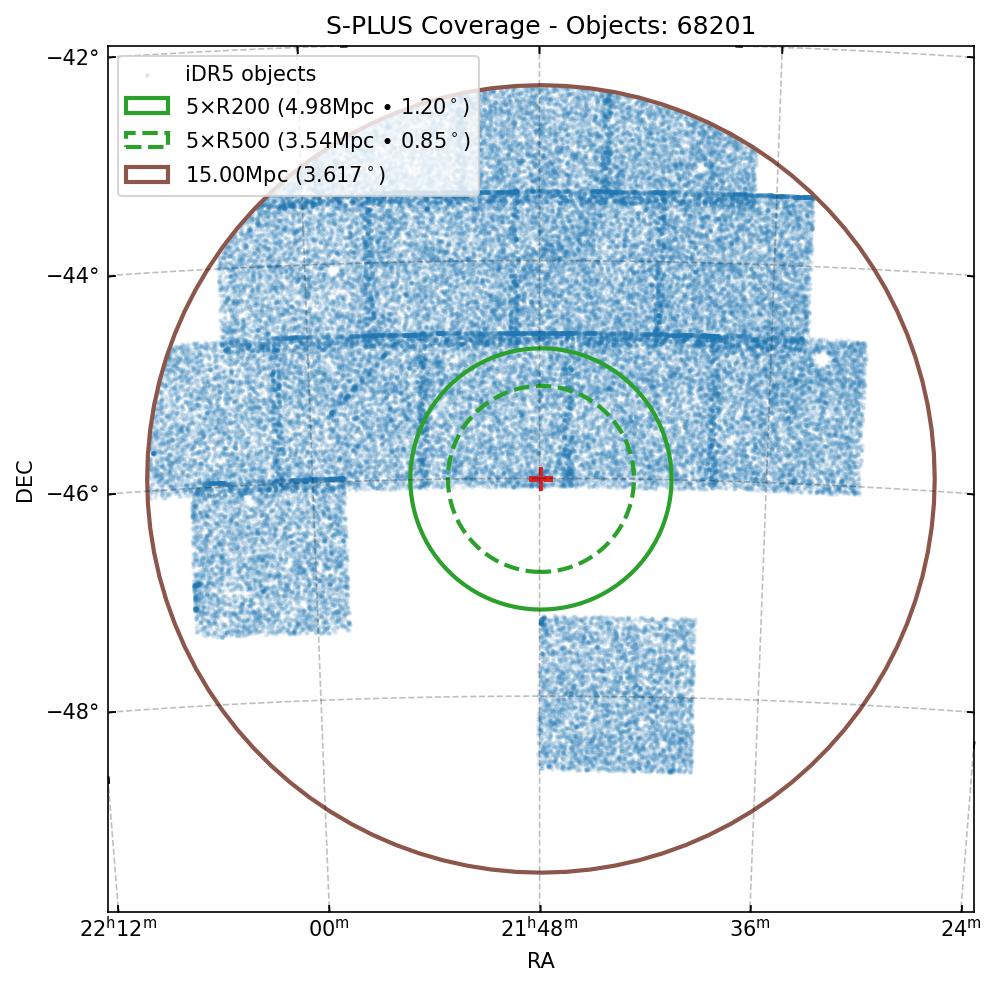 S-PLUS Coverage - Objects: 68201
iDR5 objects
5×R200 (4.98Mpc • 1.20°)
5×R500 (3.54Mpc • 0.85°)
15.00Mpc (3.617°)
−42°
−44°
−46°
−48°
DEC
22ʰ12ᵐ 00ᵐ 21ʰ48ᵐ 36ᵐ 24ᵐ
RA